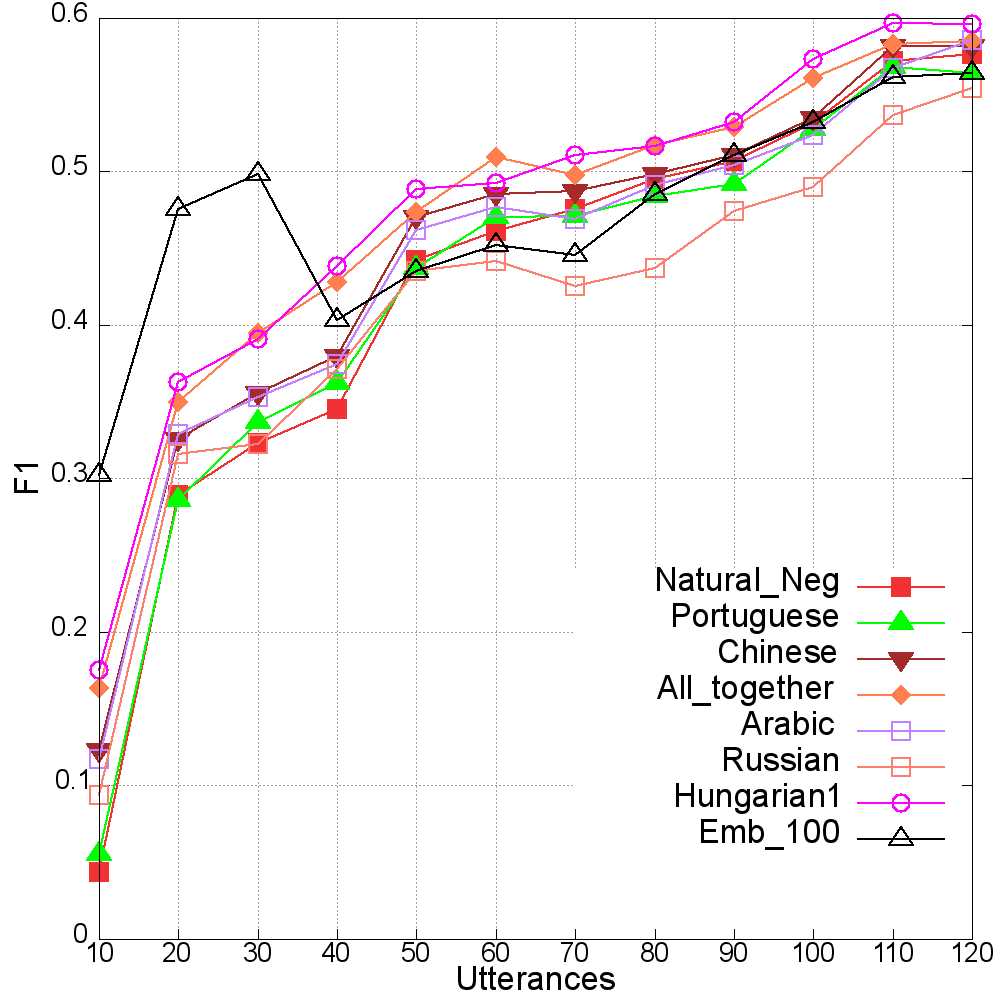 0.6
0.5
0.4
0.3
0.2
0.1
0
F1
10 20 30 40 50 60 70 80 90 100 110 120
Utterances
Natural_Neg
Portuguese
Chinese
All_together
Arabic
Russian
Hungarian1
Emb_100